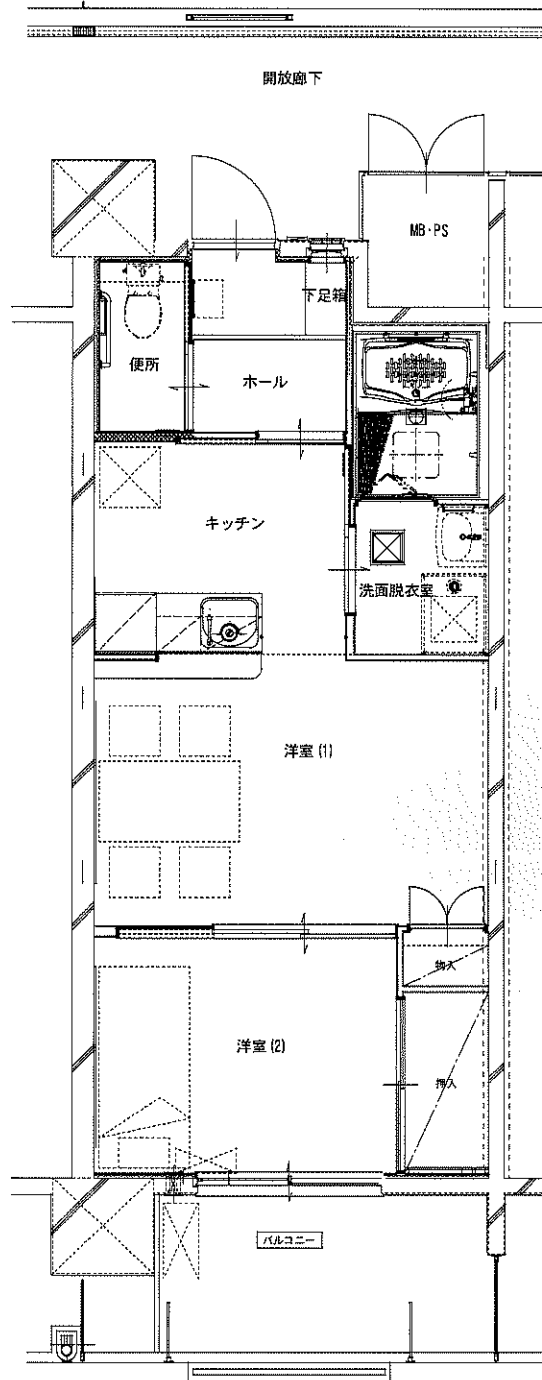 開放廊下
MB・PS
下足箱
便所
ホール
キッチン
洗面脱衣室
洋室(1)
物入
洋室(2)
押入
バルコニー